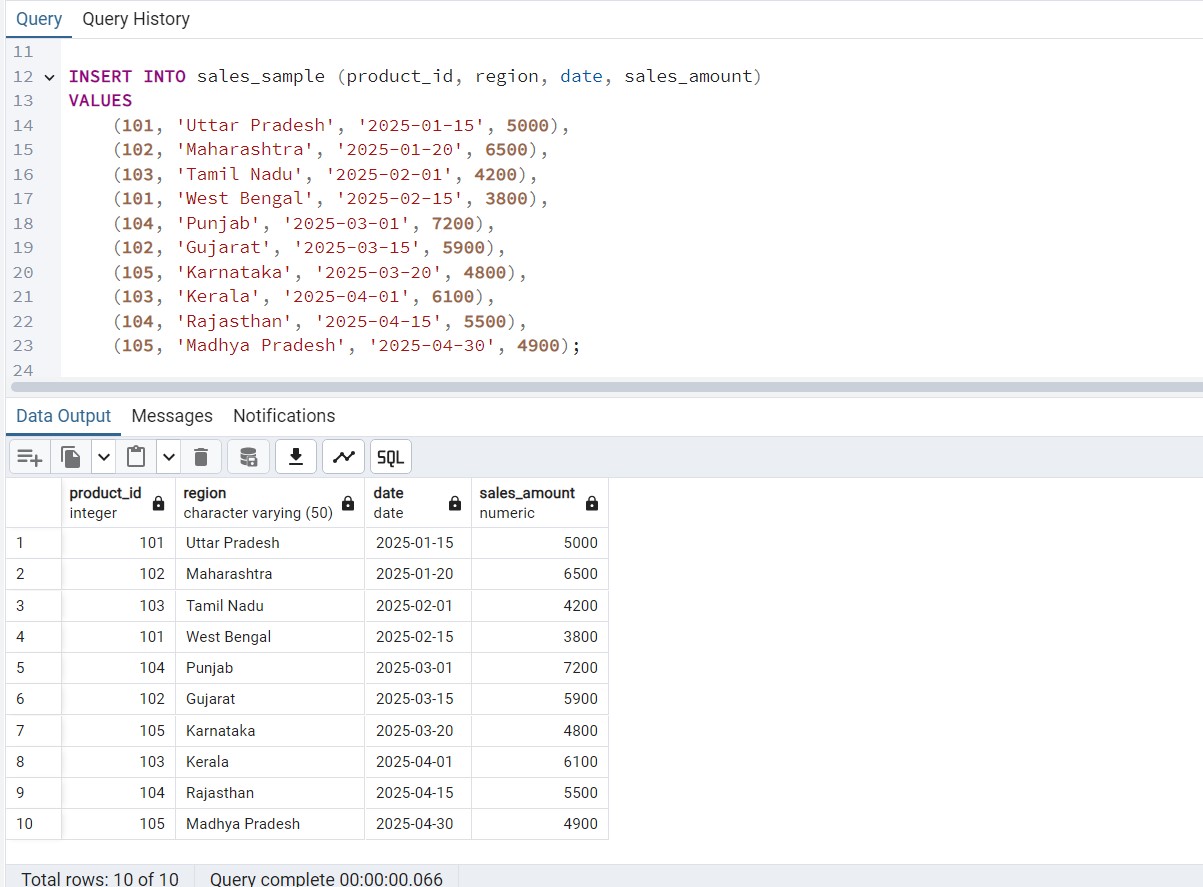 Query Query History
11
12 INSERT INTO sales_sample (product_id, region, date, sales_amount)
13 VALUES
14 (101, 'Uttar Pradesh', '2025-01-15', 5000),
15 (102, 'Maharashtra', '2025-01-20', 6500),
16 (103, 'Tamil Nadu', '2025-02-01', 4200),
17 (101, 'West Bengal', '2025-02-15', 3800),
18 (104, 'Punjab', '2025-03-01', 7200),
19 (102, 'Gujarat', '2025-03-15', 5900),
20 (105, 'Karnataka', '2025-03-20', 4800),
21 (103, 'Kerala', '2025-04-01', 6100),
22 (104, 'Rajasthan', '2025-04-15', 5500),
23 (105, 'Madhya Pradesh', '2025-04-30', 4900);
24
Data Output Messages Notifications
SQL
product_id region date sales_amount
integer character varying (50) date numeric
1 101 Uttar Pradesh 2025-01-15 5000
2 102 Maharashtra 2025-01-20 6500
3 103 Tamil Nadu 2025-02-01 4200
4 101 West Bengal 2025-02-15 3800
5 104 Punjab 2025-03-01 7200
6 102 Gujarat 2025-03-15 5900
7 105 Karnataka 2025-03-20 4800
8 103 Kerala 2025-04-01 6100
9 104 Rajasthan 2025-04-15 5500
10 105 Madhya Pradesh 2025-04-30 4900
Total rows: 10 of 10 Query complete 00:00:00.066